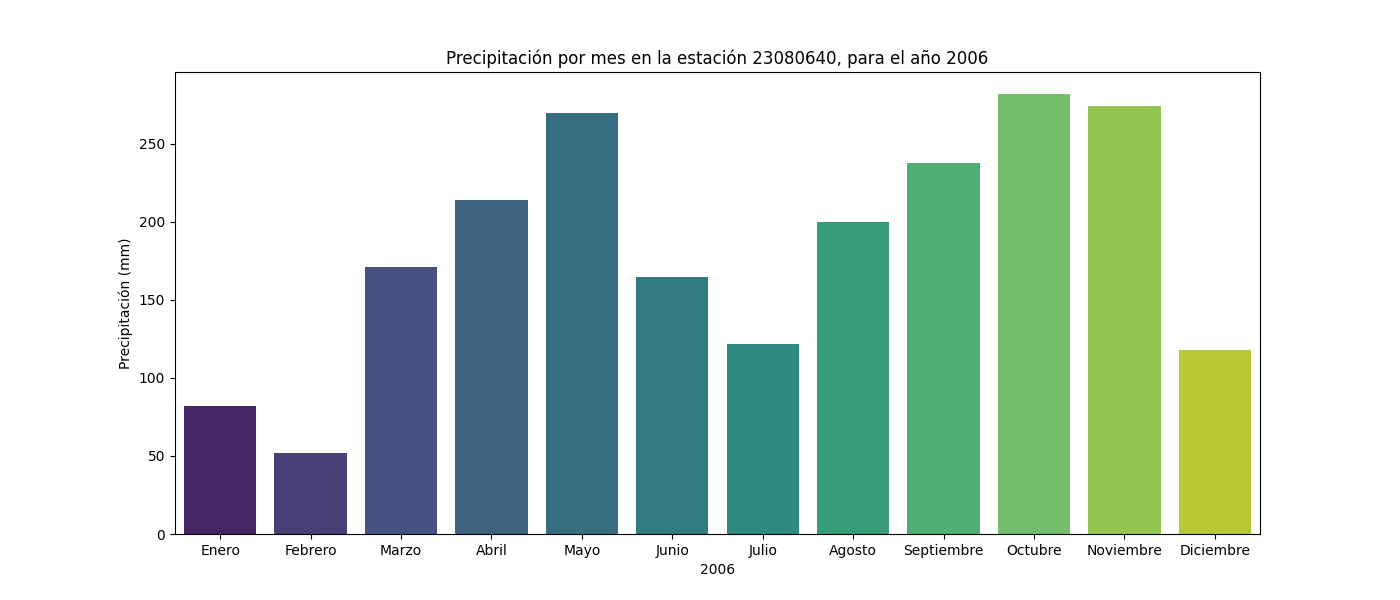 Precipitación por mes en la estación 23080640, para el año 2006
Precipitación (mm)
250
200
150
100
50
0
Enero Febrero Marzo Abril Mayo Junio Julio Agosto Septiembre Octubre Noviembre Diciembre
2006